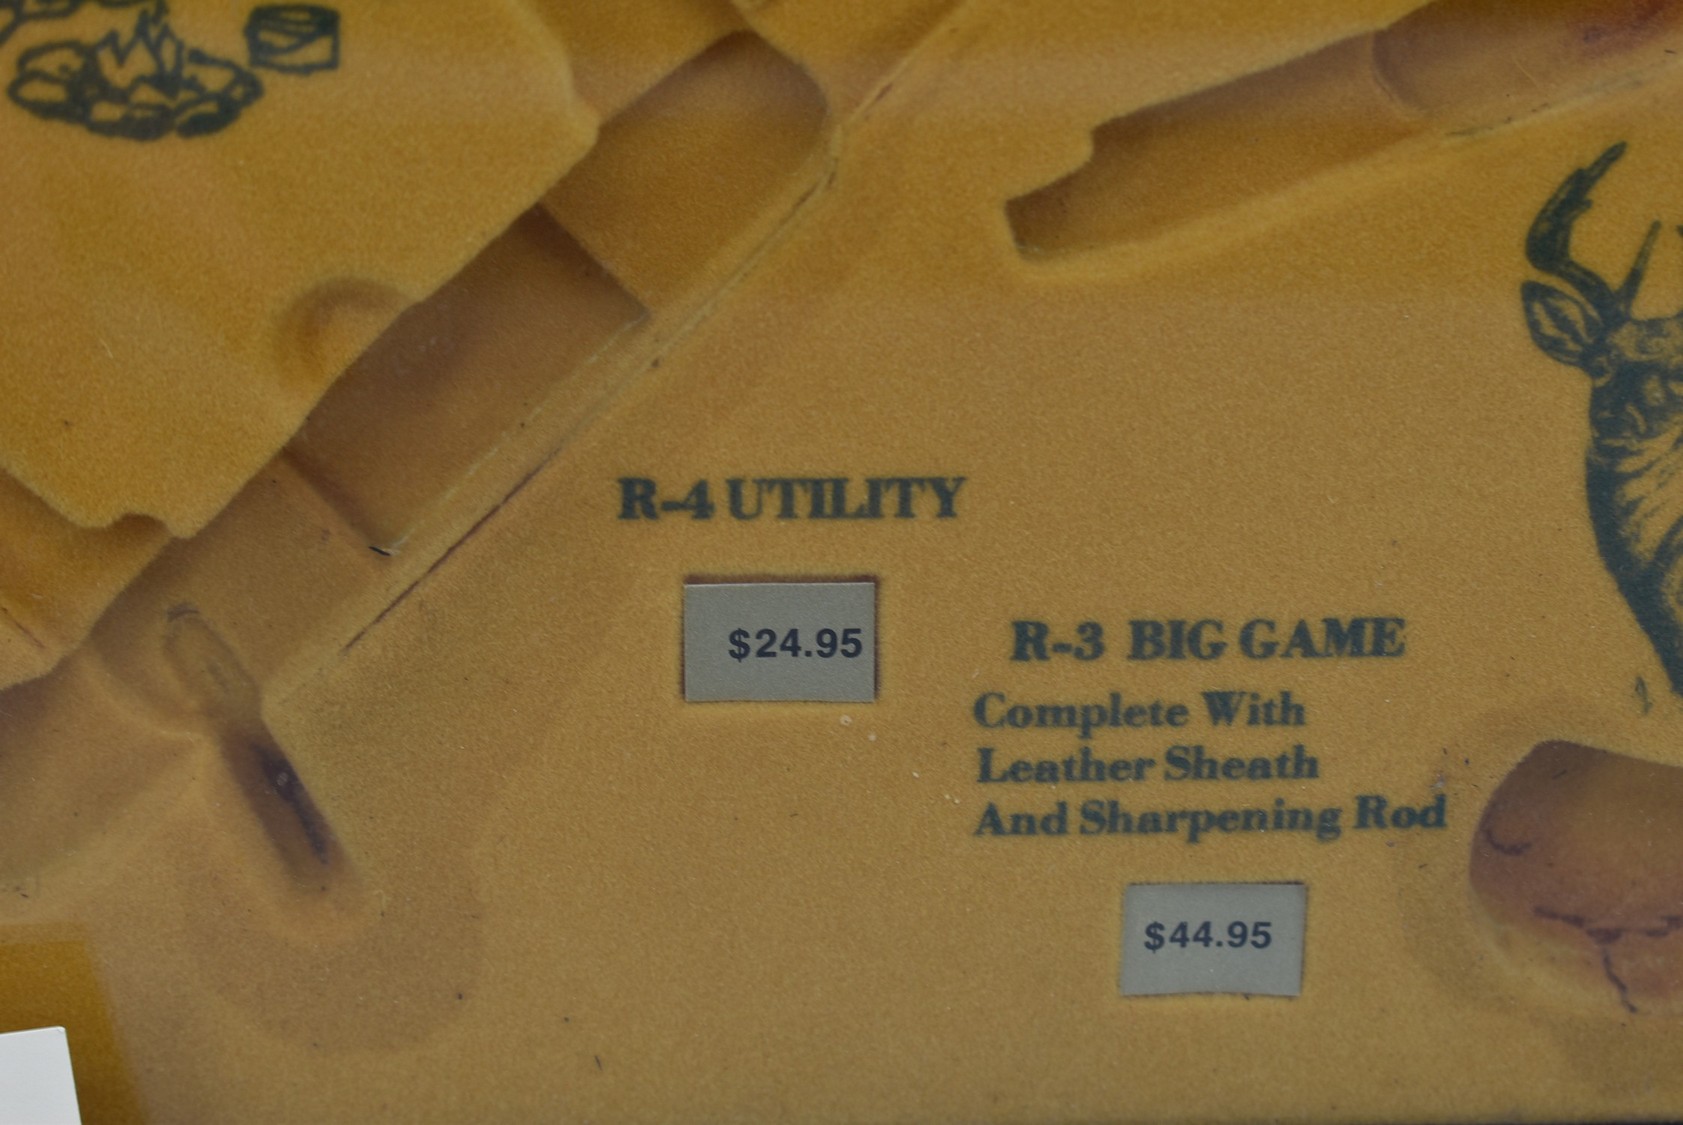 R-4 UTILITY
$24.95
R-3 BIG GAME
Complete With
Leather Sheath
And Sharpening Rod
$44.95